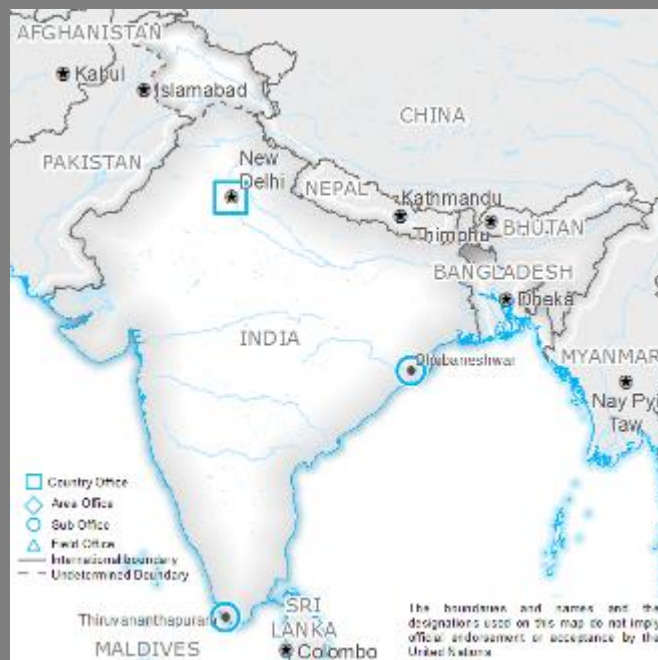 AFGHANISTAN
Kabul
Islamabad
CHINA
PAKISTAN
New
Delhi
NEPAL
Kathmandu
Thimphu
BHUTAN
BANGLADESH
Dhaka
INDIA
Bhubaneshwar
MYANMAR
Nay Pyi
Taw
Country Office
Area Office
Sub Office
Field Office
International boundary
Undetermined Boundary
Thiruvananthapuram
SRI
LANKA
MALDIVES
Colombo
The boundaries and names and the
designations used on this map do not imply
official endorsement or acceptance by the
United Nations